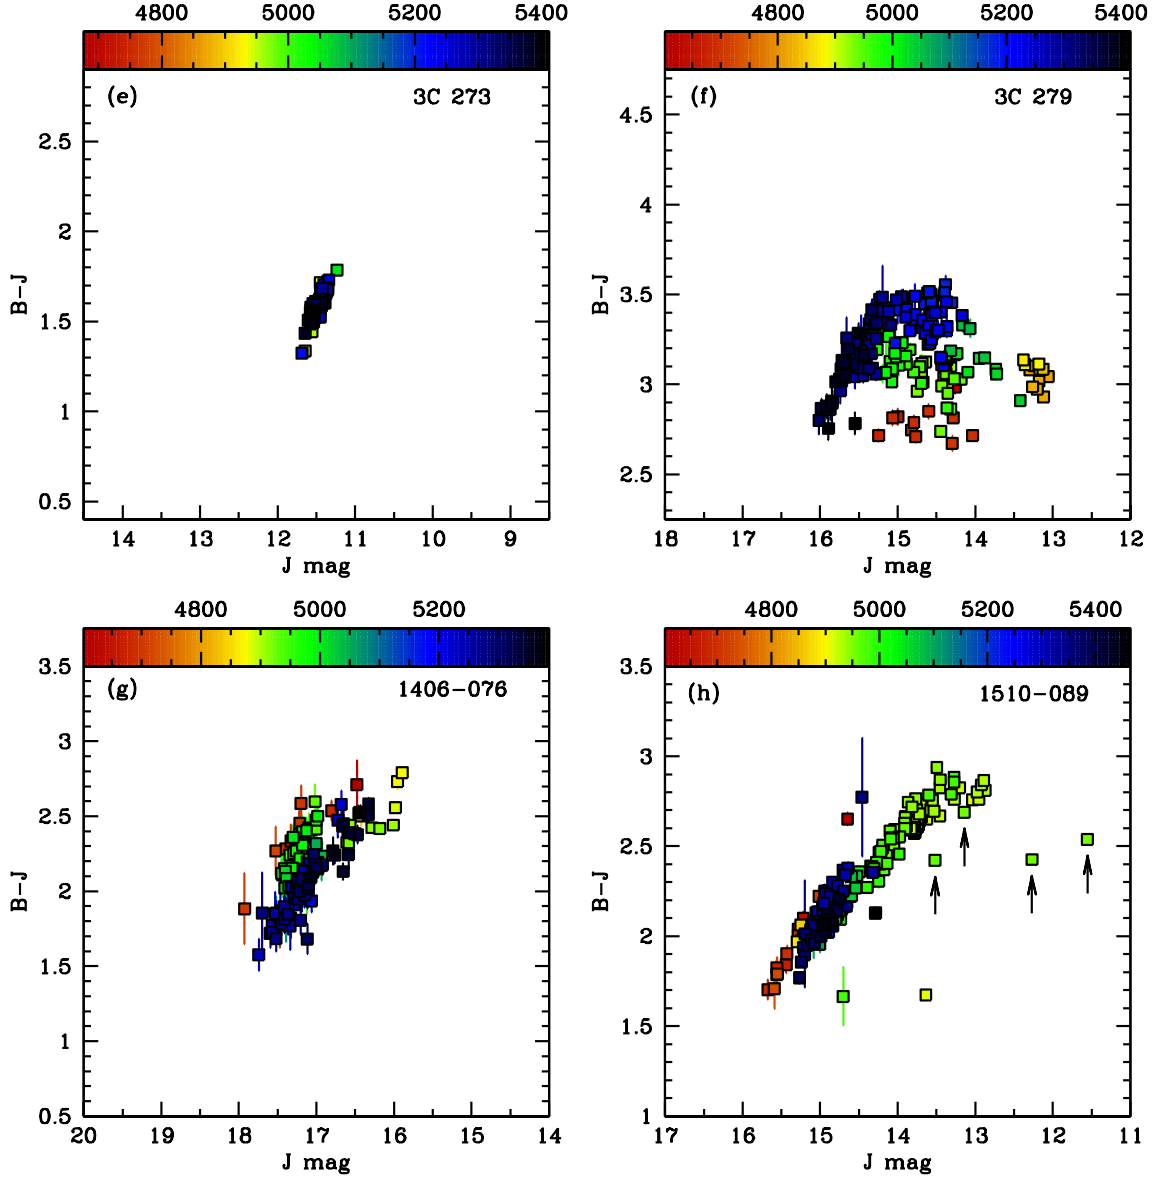 4800 5000 5200 5400
4800 5000 5200 5400
(e) 3C 273
(f) 3C 279
2.5
2
1.5
1
0.5
B−J
4.5
4
3.5
3
2.5
B−J
14 13 12 11 10 9
J mag
18 17 16 15 14 13 12
J mag
4800 5000 5200
4800 5000 5200 5400
(g) 1406−076
(h) 1510−089
3.5
3
2.5
2
1.5
1
0.5
B−J
3.5
3
2.5
2
1.5
1
B−J
20 19 18 17 16 15 14
J mag
17 16 15 14 13 12 11
J mag